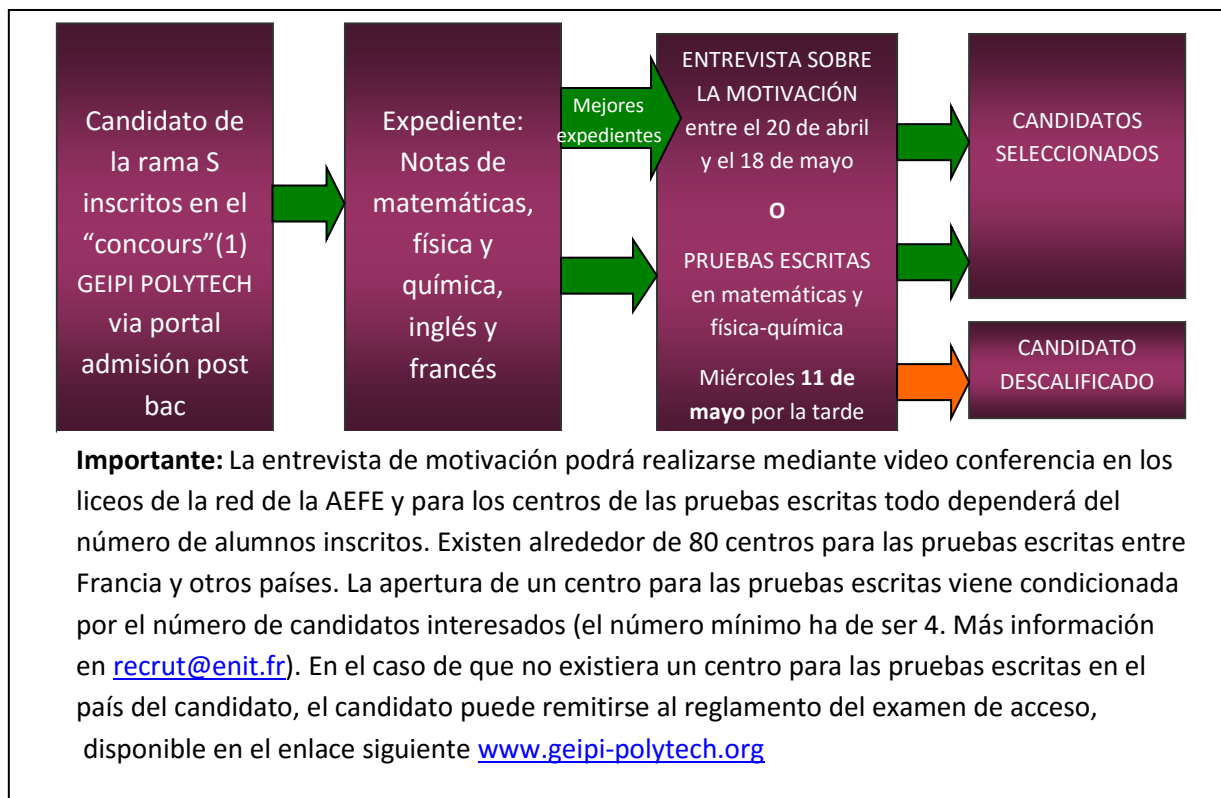 Candidato de
la rama S
inscritos en el
“concours”(1)
GEIPI POLYTECH
via portal
admisión post
bac
Expediente:
Notas de
matemáticas,
física y
química,
inglés y
francés
Mejores
expedientes
ENTREVISTA SOBRE
LA MOTIVACIÓN
entre el 20 de abril
y el 18 de mayo
O
PRUEBAS ESCRITAS
en matemáticas y
física-química
Miércoles 11 de
mayo por la tarde
CANDIDATOS
SELECCIONADOS
CANDIDATO
DESCALIFICADO
Importante: La entrevista de motivación podrá realizarse mediante video conferencia en los
liceos de la red de la AEFE y para los centros de las pruebas escritas todo dependerá del
número de alumnos inscritos. Existen alrededor de 80 centros para las pruebas escritas entre
Francia y otros países. La apertura de un centro para las pruebas escritas viene condicionada
por el número de candidatos interesados (el número mínimo ha de ser 4. Más información
en recrut@enit.fr). En el caso de que no existiera un centro para las pruebas escritas en el
país del candidato, el candidato puede remitirse al reglamento del examen de acceso,
disponible en el enlace siguiente www.geipi-polytech.org